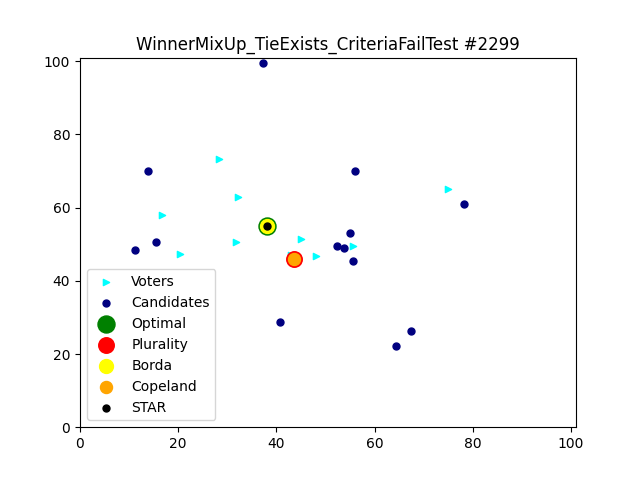 WinnerMixUp_TieExists_CriteriaFailTest #2299
100
80
60
40
20
0
Voters
Candidates
Optimal
Plurality
Borda
Copeland
STAR
0 20 40 60 80 100